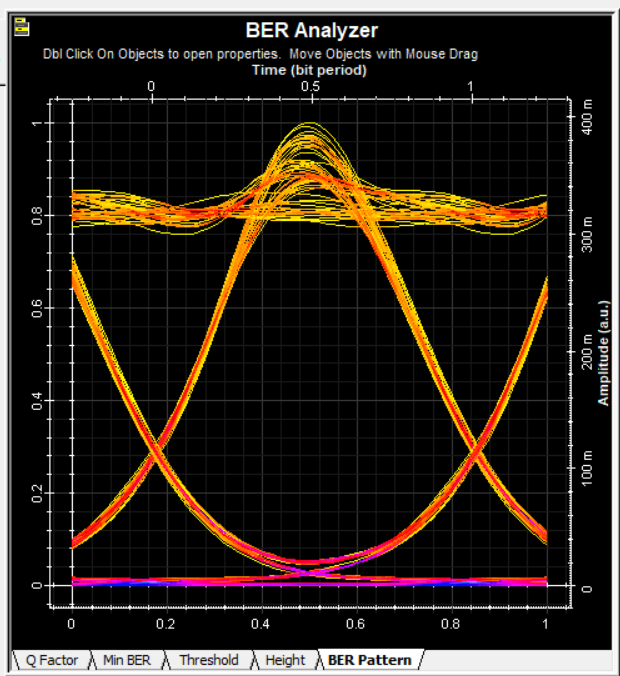 BER Analyzer
Dbl Click On Objects to open properties. Move Objects with Mouse Drag
Time (bit period)
0 0.5 1
1 0.8 0.6 0.4 0.2 0
400 m 300 m 200 m 100 m 0
Amplitude (a.u.)
0 0.2 0.4 0.6 0.8 1
Q Factor Min BER Threshold Height BER Pattern